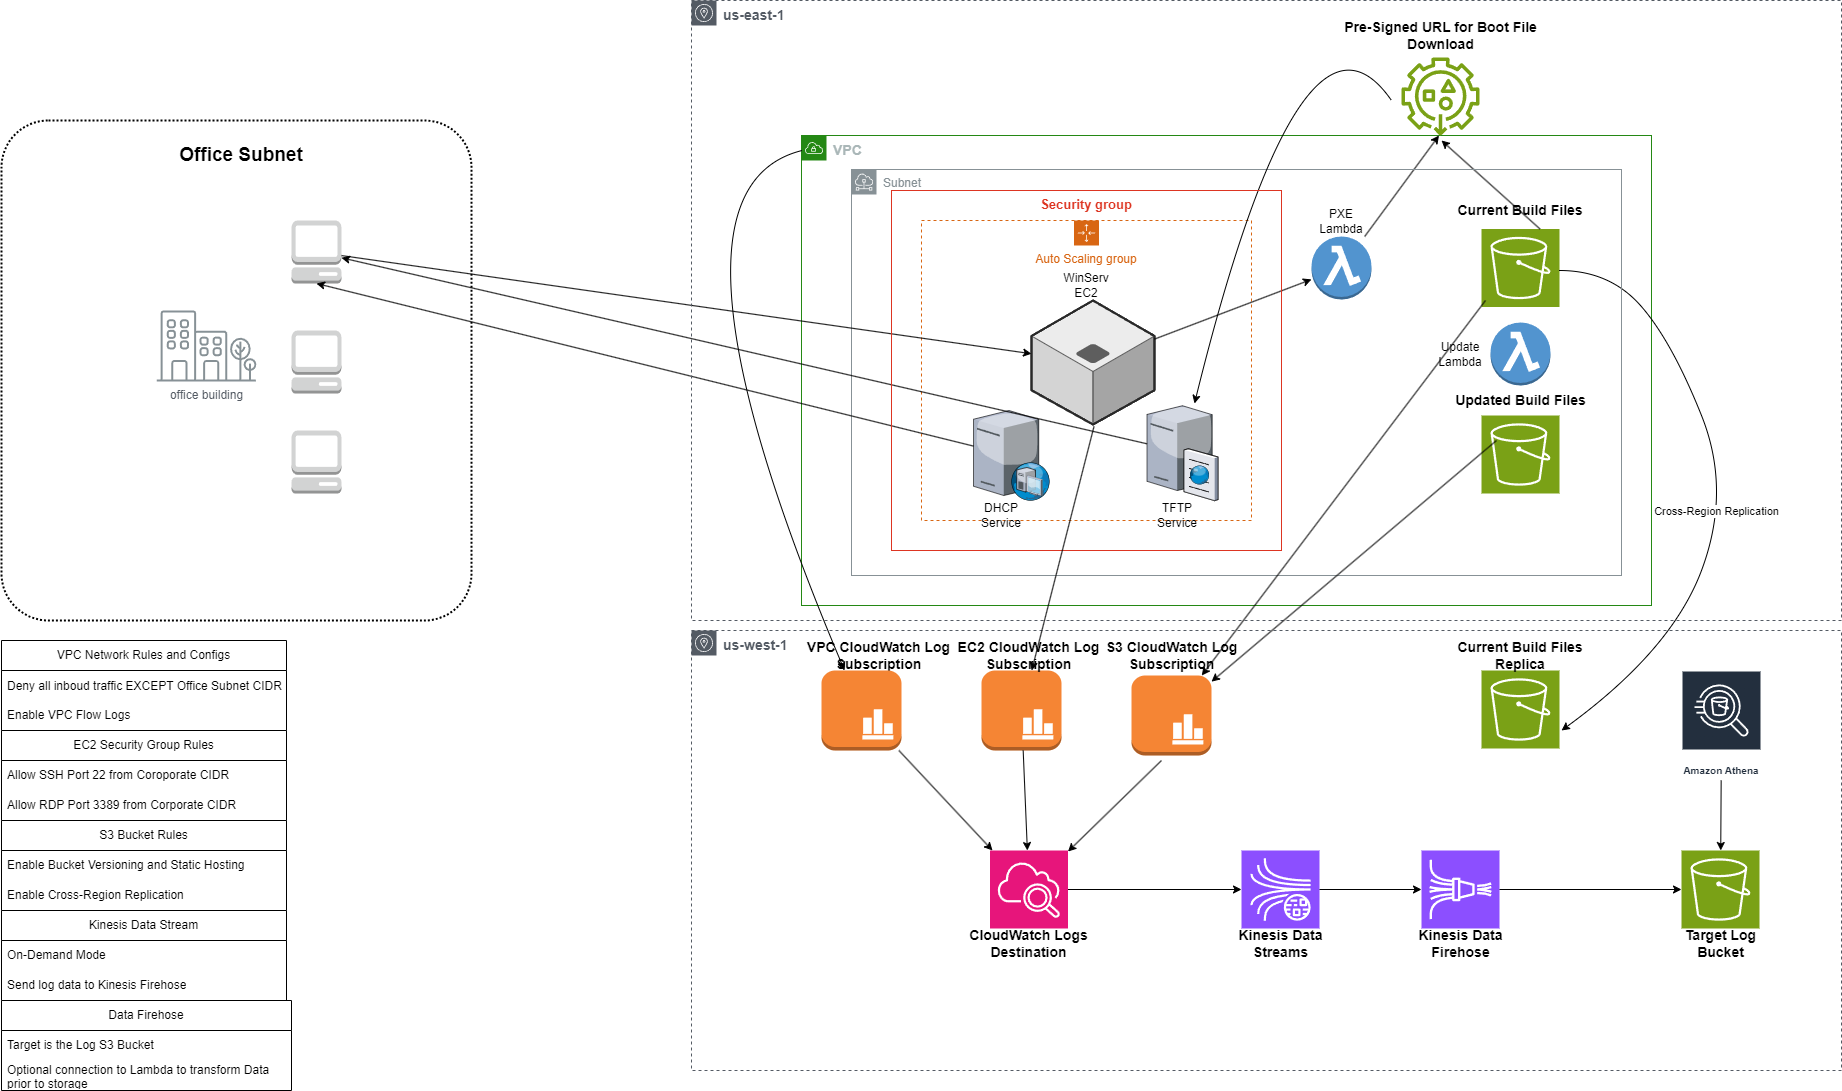 us-east-1
Pre-Signed URL for Boot File
Download
Office Subnet
VPC
Subnet
Security group
Auto Scaling group
WinServ
EC2
PXE
Lambda
Current Build Files
office building
Update
Lambda
Updated Build Files
DHCP
Service
TFTP
Service
Cross-Region Replication
us-west-1
VPC CloudWatch Log
Subscription
EC2 CloudWatch Log
Subscription
S3 CloudWatch Log
Subscription
Current Build Files
Replica
Amazon Athena
CloudWatch Logs
Destination
Kinesis Data
Streams
Kinesis Data
Firehose
Target Log
Bucket
VPC Network Rules and Configs
Deny all inboud traffic EXCEPT Office Subnet CIDR
Enable VPC Flow Logs
EC2 Security Group Rules
Allow SSH Port 22 from Coroporate CIDR
Allow RDP Port 3389 from Corporate CIDR
S3 Bucket Rules
Enable Bucket Versioning and Static Hosting
Enable Cross-Region Replication
Kinesis Data Stream
On-Demand Mode
Send log data to Kinesis Firehose
Data Firehose
Target is the Log S3 Bucket
Optional connection to Lambda to transform Data
prior to storage